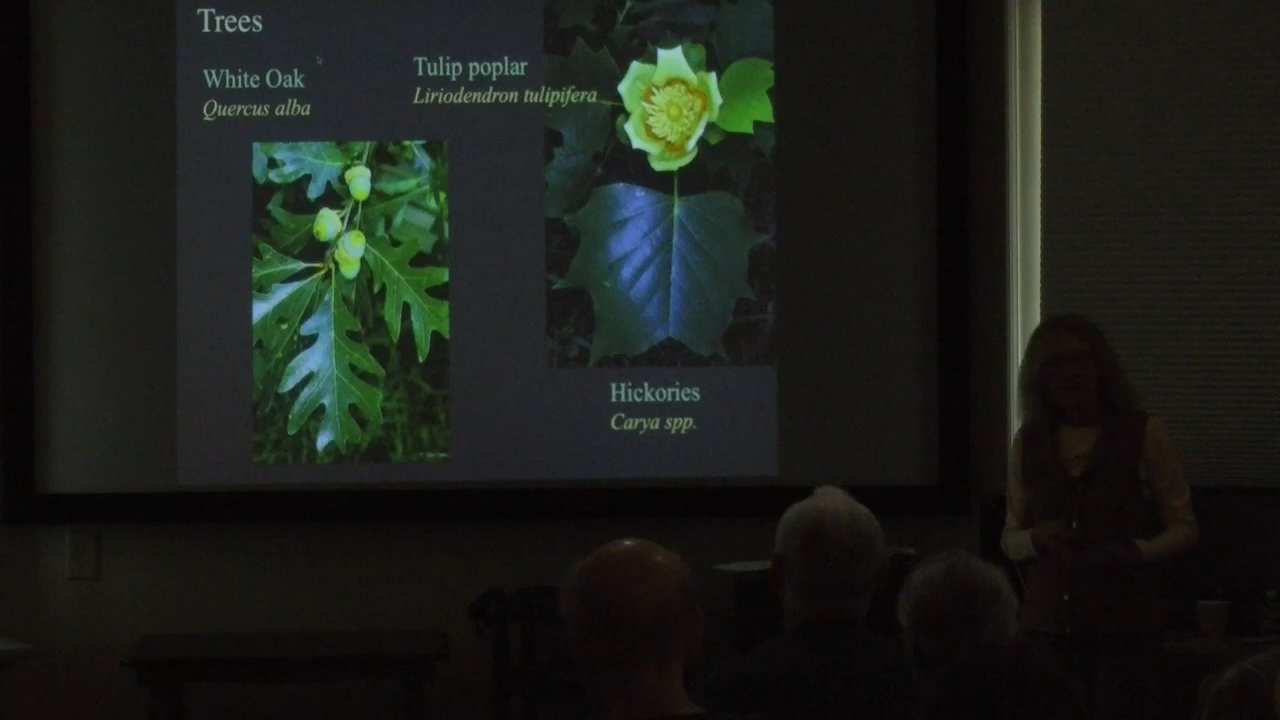 Trees
White Oak
Quercus alba
Tulip poplar
Liriodendron tulipifera
Hickories
Carya spp.